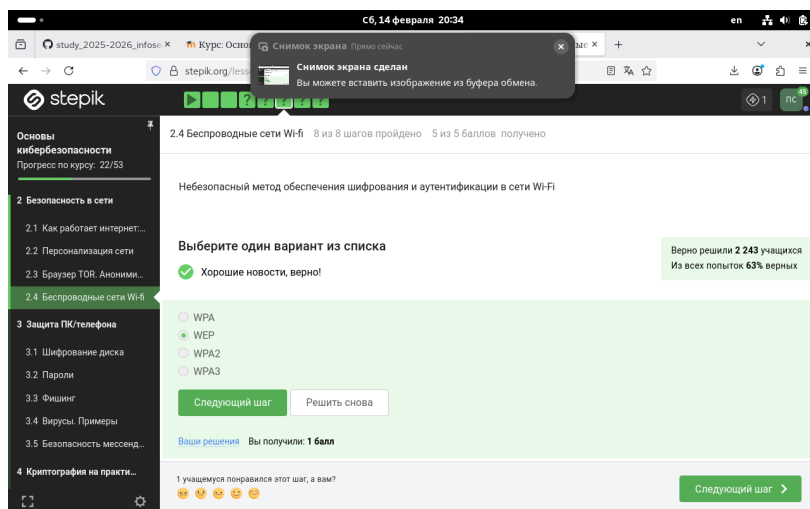 Сб, 14 февраля 20:34
en
study_2025-2026_infose
Курс: Осно
Снимок экрана Прямо сейчас
Снимок экрана сделан
Вы можете вставить изображение из буфера обмена.
stepik.org/less
stepik
1
ПС
45
Основы кибербезопасности
Прогресс по курсу: 22/53
2 Безопасность в сети
2.1 Как работает интернет:...
2.2 Персонализация сети
2.3 Браузер TOR. Аноними...
2.4 Беспроводные сети Wi-fi
3 Защита ПК/телефона
3.1 Шифрование диска
3.2 Пароли
3.3 Фишинг
3.4 Вирусы. Примеры
3.5 Безопасность мессенд...
4 Криптография на практи...
2.4 Беспроводные сети Wi-fi 8 из 8 шагов пройдено 5 из 5 баллов получено
Небезопасный метод обеспечения шифрования и аутентификации в сети Wi-Fi
Выберите один вариант из списка
Хорошие новости, верно!
Верно решили 2 243 учащихся
Из всех попыток 63% верных
WPA
WEP
WPA2
WPA3
Следующий шаг
Решить снова
Ваши решения Вы получили: 1 балл
1 учащемуся понравился этот шаг, а вам?
Следующий шаг